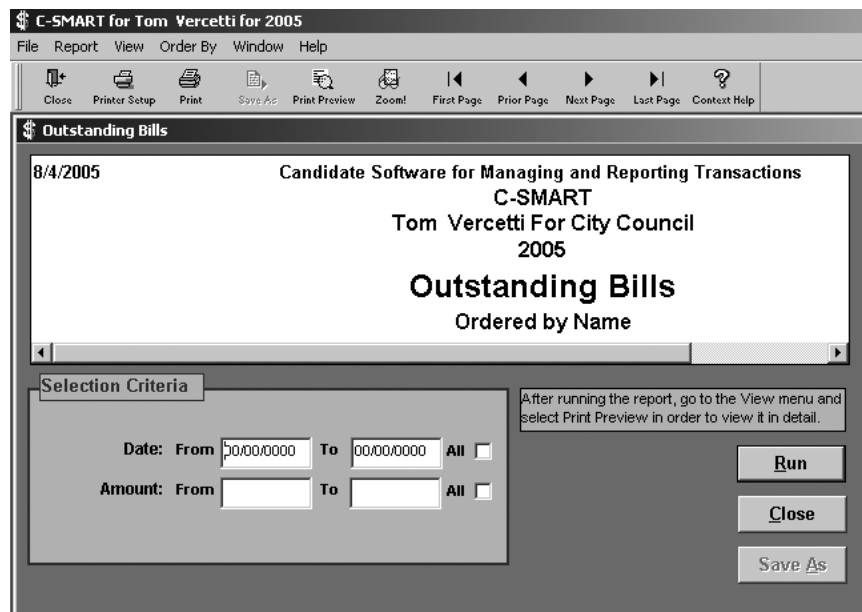 C-SMART for Tom Vercetti for 2005
File Report View Order By Window Help
Close Printer Setup Print Save As Print Preview Zoom! First Page Prior Page Next Page Last Page Context Help
Outstanding Bills
8/4/2005 Candidate Software for Managing and Reporting Transactions
C-SMART
Tom Vercetti For City Council
2005
Outstanding Bills
Ordered by Name
Selection Criteria
After running the report, go to the View menu and
select Print Preview in order to view it in detail.
Date: From 00/00/0000 To 00/00/0000 All
Amount: From To All
Run
Close
Save As